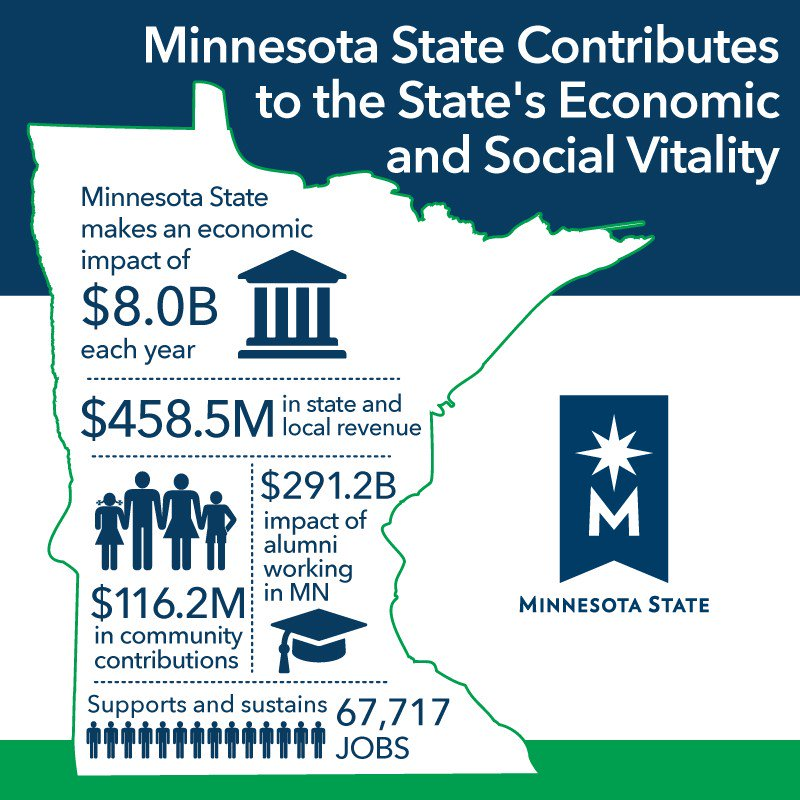 Minnesota State Contributes
to the State's Economic
and Social Vitality
Minnesota State
makes an economic
impact of
$8.0B
each year
$458.5M in state and
local revenue
$116.2M
in community
contributions
$291.2B
impact of
alumni
working
in MN
Supports and sustains 67,717
JOBS
M
MINNESOTA STATE